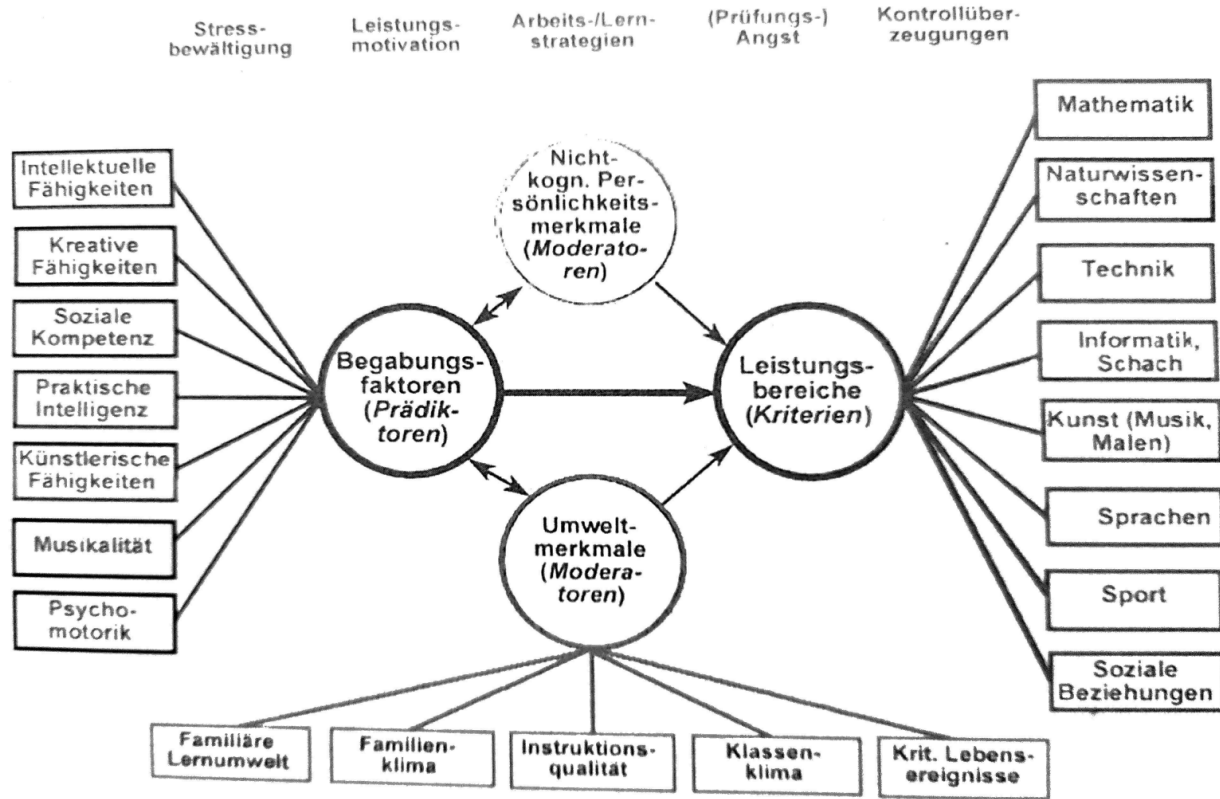 Stress-
bewältigung
Leistungs-
motivation
Arbeits-/Lern-
strategien
(Prüfungs-)
Angst
Kontrollüber-
zeugungen
Intellektuelle
Fähigkeiten
Kreative
Fähigkeiten
Soziale
Kompetenz
Praktische
Intelligenz
Künstlerische
Fähigkeiten
Musikalität
Psycho-
motorik
Nicht-
kogn. Per-
sönlichkeits-
merkmale
(Moderato-
ren)
Begabungs-
faktoren
(Prädik-
toren)
Leistungs-
bereiche
(Kriterien)
Umwelt-
merkmale
(Modera-
toren)
Mathematik
Naturwissen-
schaften
Technik
Informatik,
Schach
Kunst (Musik,
Malen)
Sprachen
Sport
Soziale
Beziehungen
Familiäre
Lernumwelt
Familien-
klima
Instruktions-
qualität
Klassen-
klima
Krit. Lebens-
ereignisse